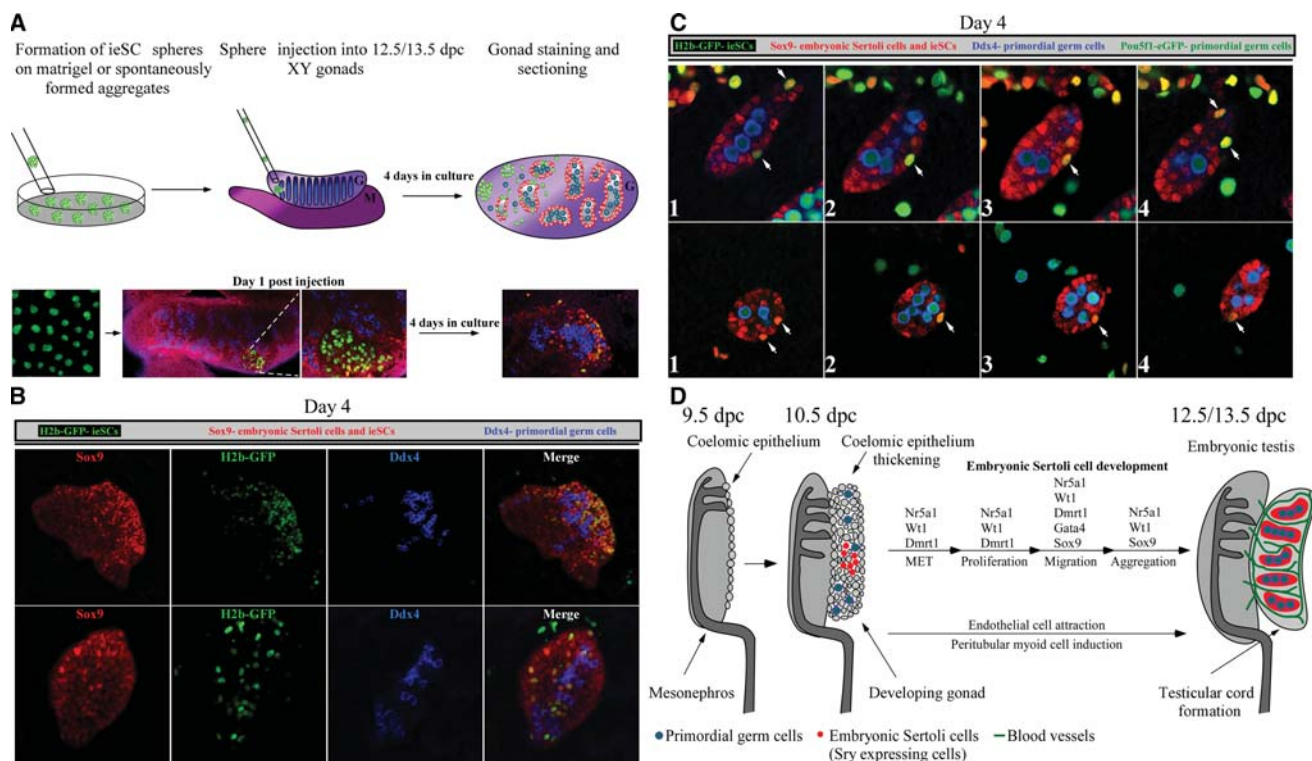 A
Formation of ieSC spheres
on matrigel or spontaneously
formed aggregates
Sphere injection into 12.5/13.5 dpc
XY gonads
Gonad staining and
sectioning
G
M
4 days in culture
G
Day 1 post injection
4 days in culture
B
Day 4
H2b-GFP- ieSCs
Sox9- embryonic Sertoli cells and ieSCs
Ddx4- primordial germ cells
Sox9
H2b-GFP
Ddx4
Merge
Sox9
H2b-GFP
Ddx4
Merge
C
Day 4
H2b-GFP- ieSCs
Sox9- embryonic Sertoli cells and ieSCs
Ddx4- primordial germ cells
Pou5f1-eGFP- primordial germ cells
1
2
3
4
1
2
3
4
D
9.5 dpc
Coelomic epithelium
10.5 dpc
Coelomic epithelium
thickening
Embryonic Sertoli cell development
Nr5a1
Wt1
Dmrt1
MET
Nr5a1
Wt1
Dmrt1
Proliferation
Nr5a1
Wt1
Dmrt1
Gata4
Sox9
Migration
Nr5a1
Wt1
Sox9
Aggregation
Endothelial cell attraction
Peritubular myoid cell induction
12.5/13.5 dpc
Embryonic testis
Mesonephros
Developing gonad
Testicular cord
formation
Primordial germ cells
Embryonic Sertoli cells
(Sry expressing cells)
Blood vessels